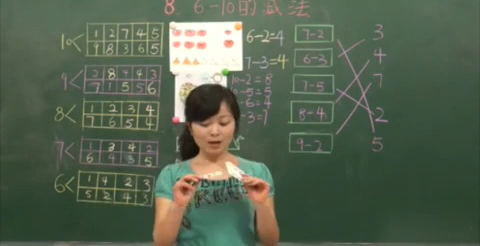 8. 6-10的减法
10<
1 2 7 4 5
9 8 3 6 5
6-2=4
7-3=4
9<
-2=8
-5=5
-6=4
-3=7
8<
1 2 3 4
7 6 5 4
7<
1 3 4 2
6 4 3 5
6<
1 4 2 3
5 2 4 3
7-2 3
6-3 4
7-5 7
8-4 2
9-2 5